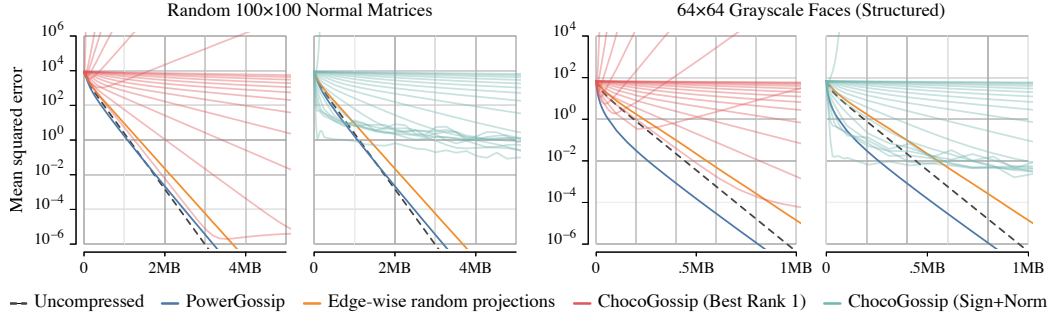 Random 100×100 Normal Matrices
64×64 Grayscale Faces (Structured)
Mean squared error
10^6
10^4
10^2
10^0
10^−2
10^−4
10^−6
10^4
10^2
10^0
10^−2
10^−4
10^−6
0 2MB 4MB
0 2MB 4MB
0 .5MB 1MB
0 .5MB 1MB
Uncompressed PowerGossip Edge-wise random projections ChocoGossip (Best Rank 1) ChocoGossip (Sign+Norm